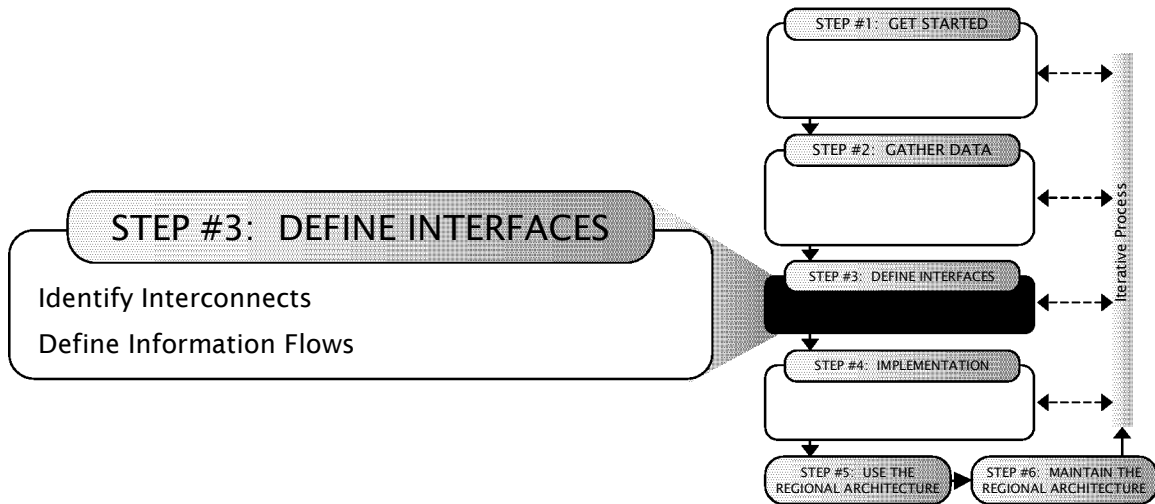 STEP #1: GET STARTED
STEP #2: GATHER DATA
STEP #3: DEFINE INTERFACES
Identify Interconnects
Define Information Flows
STEP #3: DEFINE INTERFACES
STEP #4: IMPLEMENTATION
STEP #5: USE THE
REGIONAL ARCHITECTURE
STEP #6: MAINTAIN THE
REGIONAL ARCHITECTURE
Iterative Process